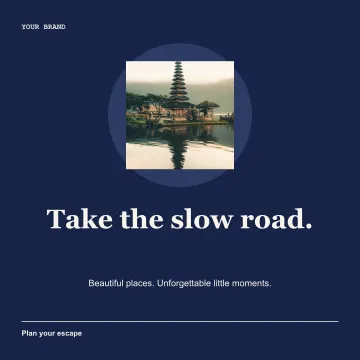 YOUR BRAND
Take the slow road.
Beautiful places. Unforgettable little moments.
Plan your escape